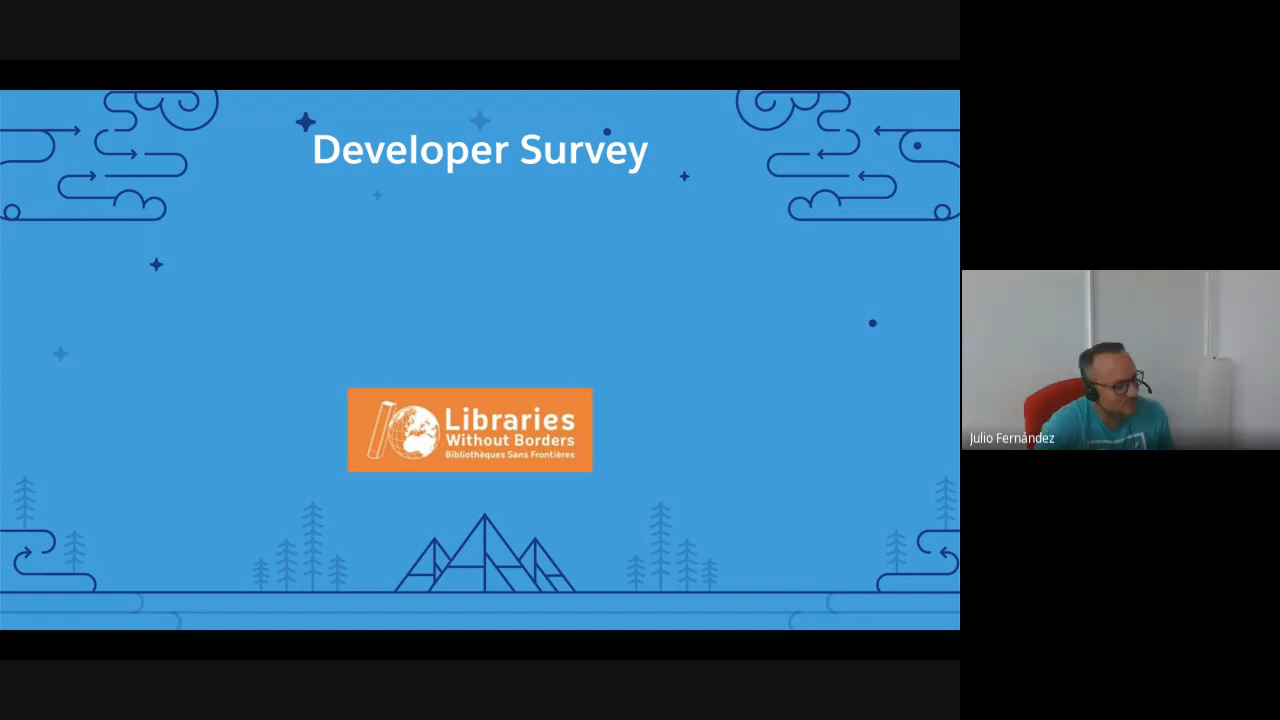 Developer Survey
Libraries
Without Borders
Bibliothèques Sans Frontières
Julio Fernández